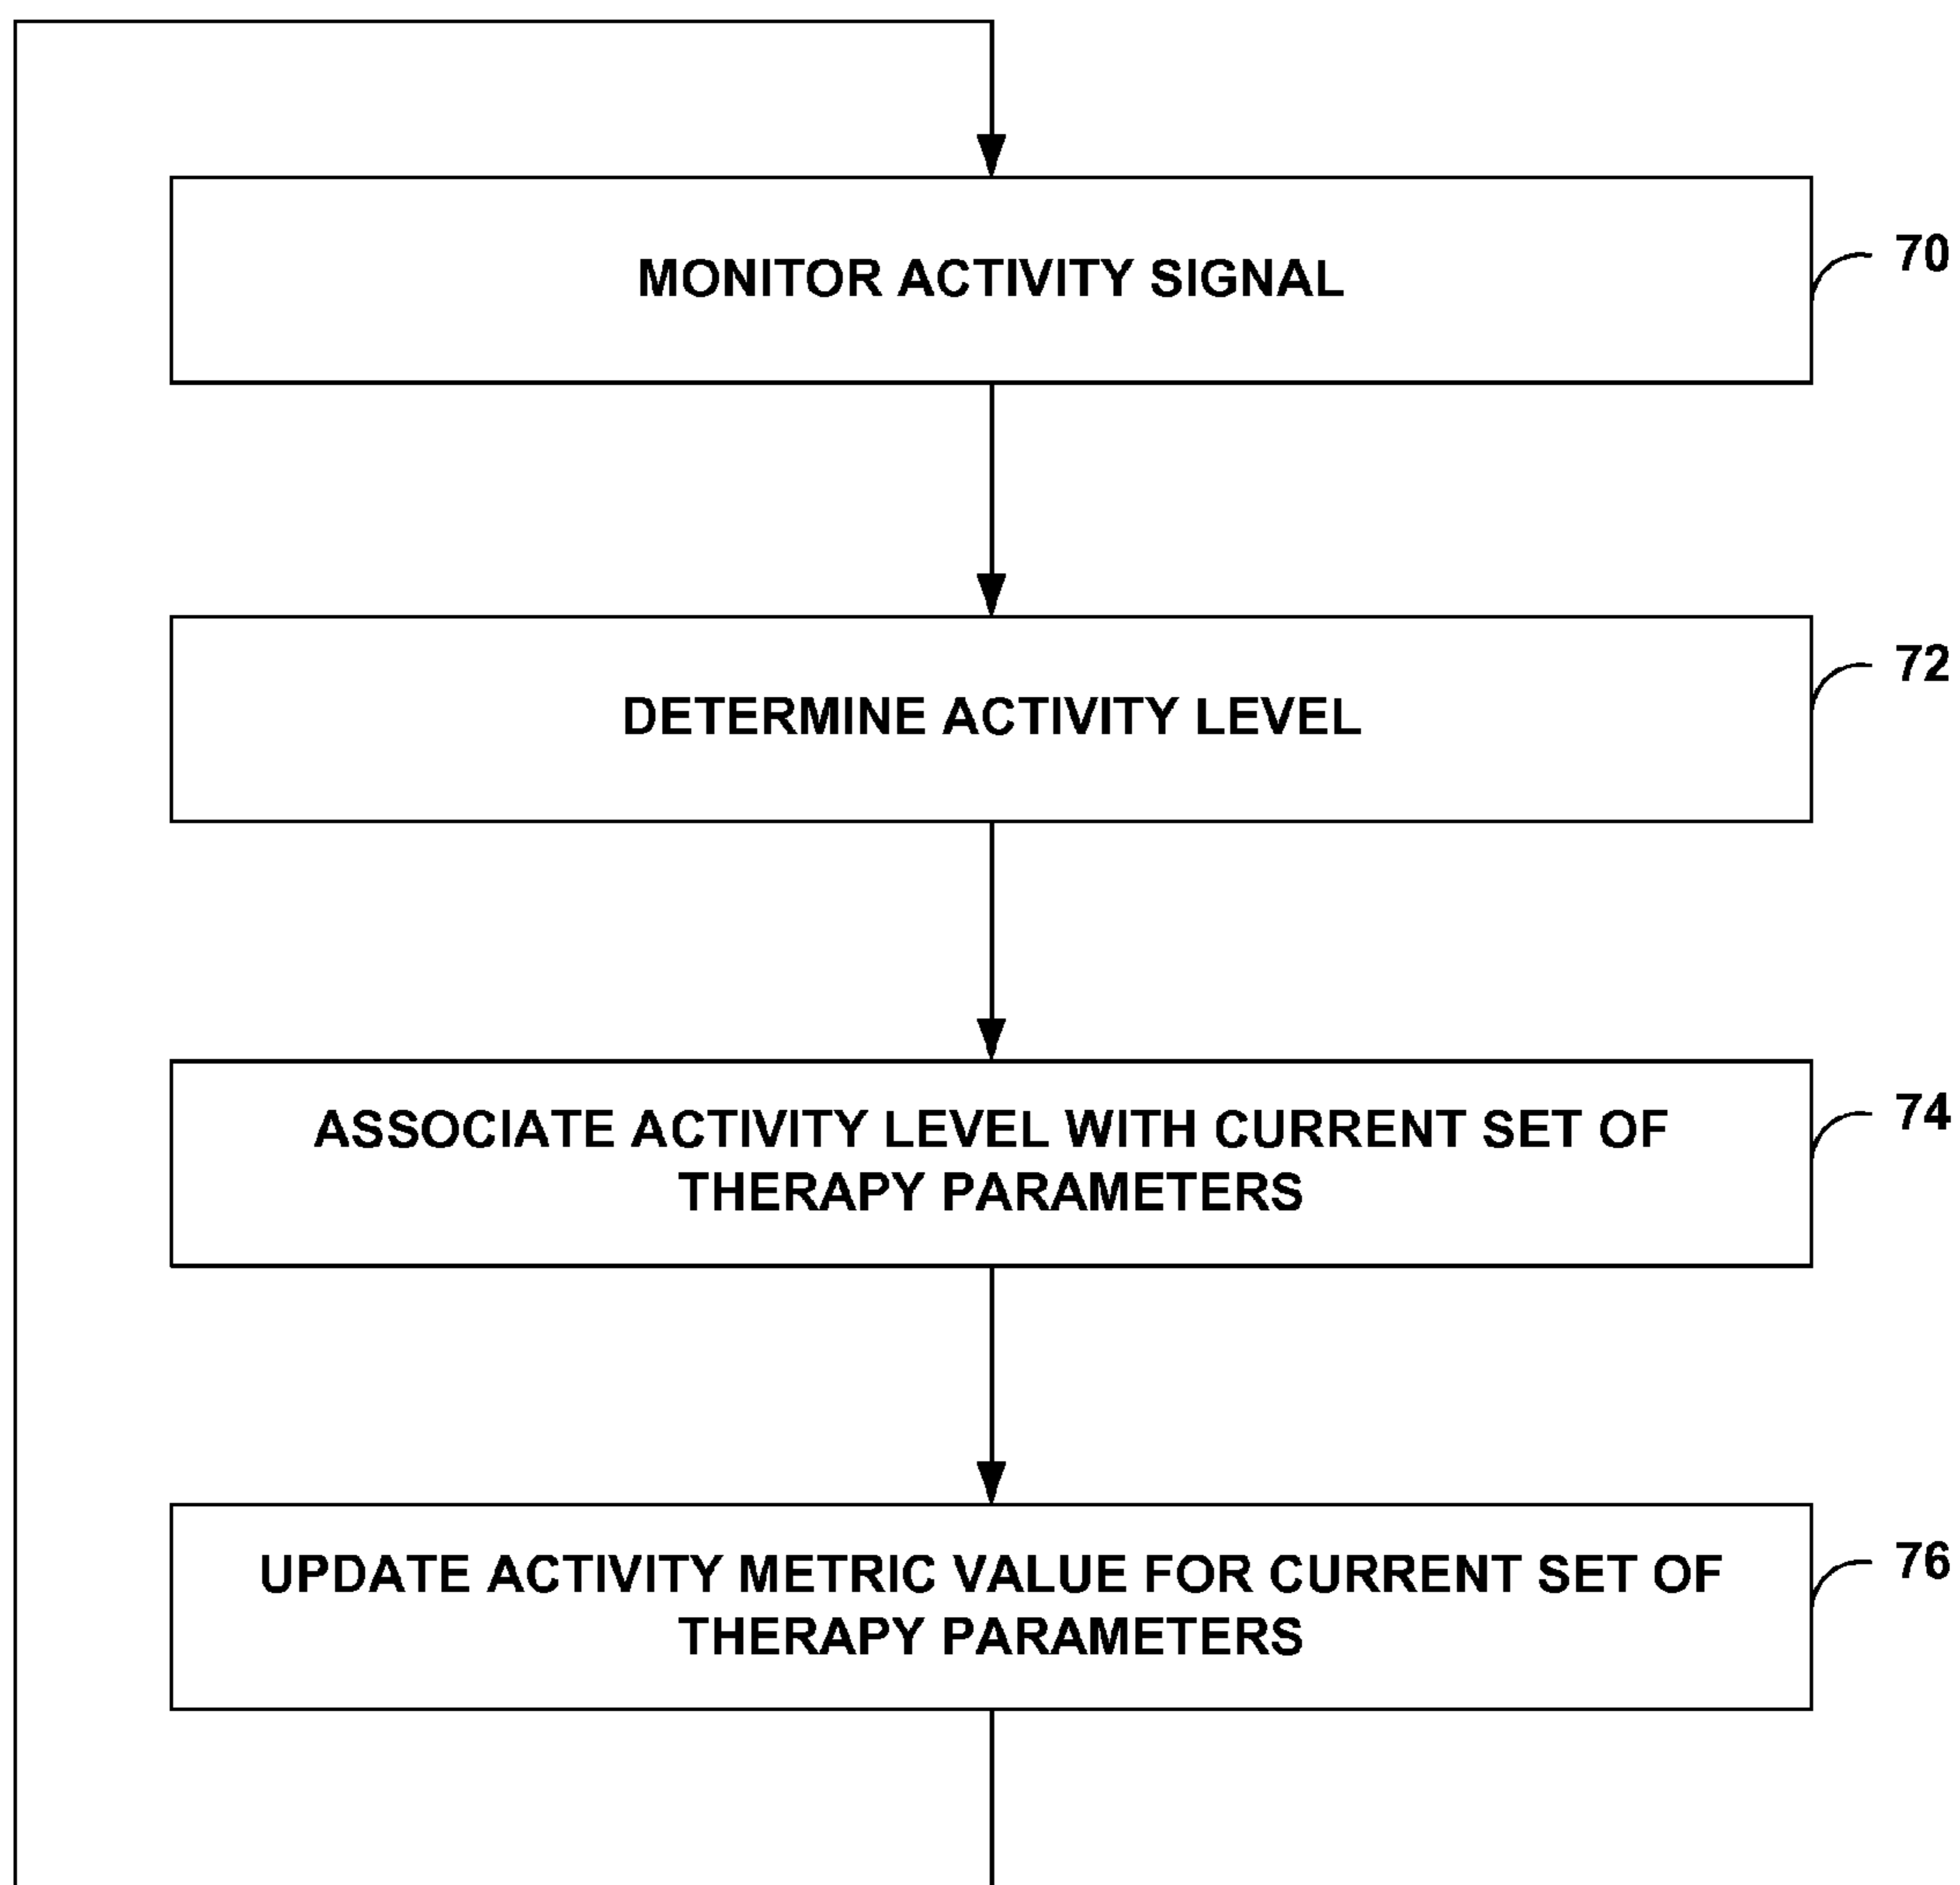 MONITOR ACTIVITY SIGNAL
70
DETERMINE ACTIVITY LEVEL
72
ASSOCIATE ACTIVITY LEVEL WITH CURRENT SET OF
THERAPY PARAMETERS
74
UPDATE ACTIVITY METRIC VALUE FOR CURRENT SET OF
THERAPY PARAMETERS
76